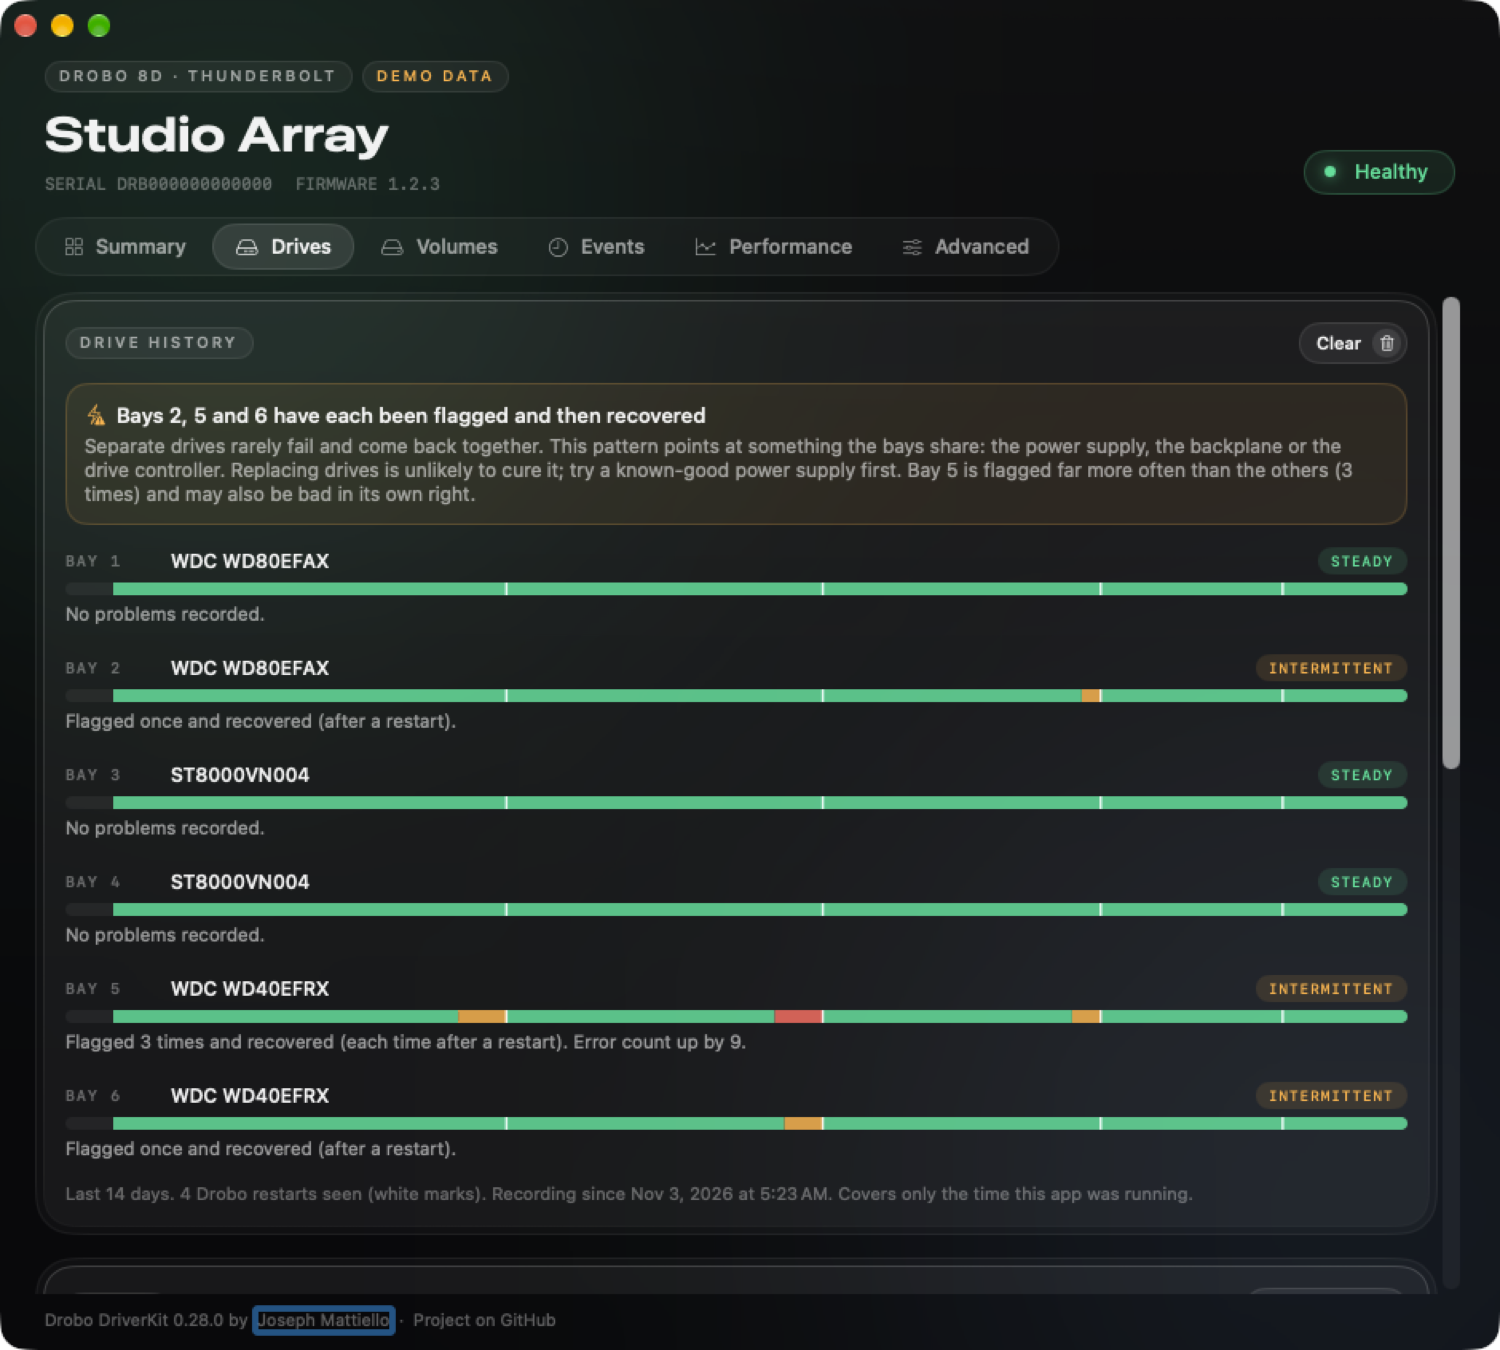 DROBO 8D · THUNDERBOLT DEMO DATA
Studio Array
SERIAL DRB000000000000 FIRMWARE 1.2.3
Healthy
Summary Drives Volumes Events Performance Advanced
DRIVE HISTORY Clear
Bays 2, 5 and 6 have each been flagged and then recovered
Separate drives rarely fail and come back together. This pattern points at something the bays share: the power supply, the backplane or the
drive controller. Replacing drives is unlikely to cure it; try a known-good power supply first. Bay 5 is flagged far more often than the others (3
times) and may also be bad in its own right.
BAY 1 WDC WD80EFAX STEADY
No problems recorded.
BAY 2 WDC WD80EFAX INTERMITTENT
Flagged once and recovered (after a restart).
BAY 3 ST8000VN004 STEADY
No problems recorded.
BAY 4 ST8000VN004 STEADY
No problems recorded.
BAY 5 WDC WD40EFRX INTERMITTENT
Flagged 3 times and recovered (each time after a restart). Error count up by 9.
BAY 6 WDC WD40EFRX INTERMITTENT
Flagged once and recovered (after a restart).
Last 14 days. 4 Drobo restarts seen (white marks). Recording since Nov 3, 2026 at 5:23 AM. Covers only the time this app was running.
Drobo DriverKit 0.28.0 by Joseph Mattiello · Project on GitHub